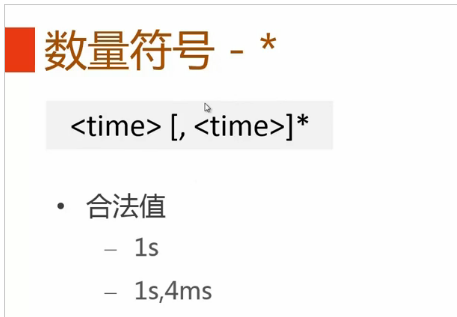 数量符号 - *
<time> [, <time>]*
• 合法值
– 1s
– 1s,4ms